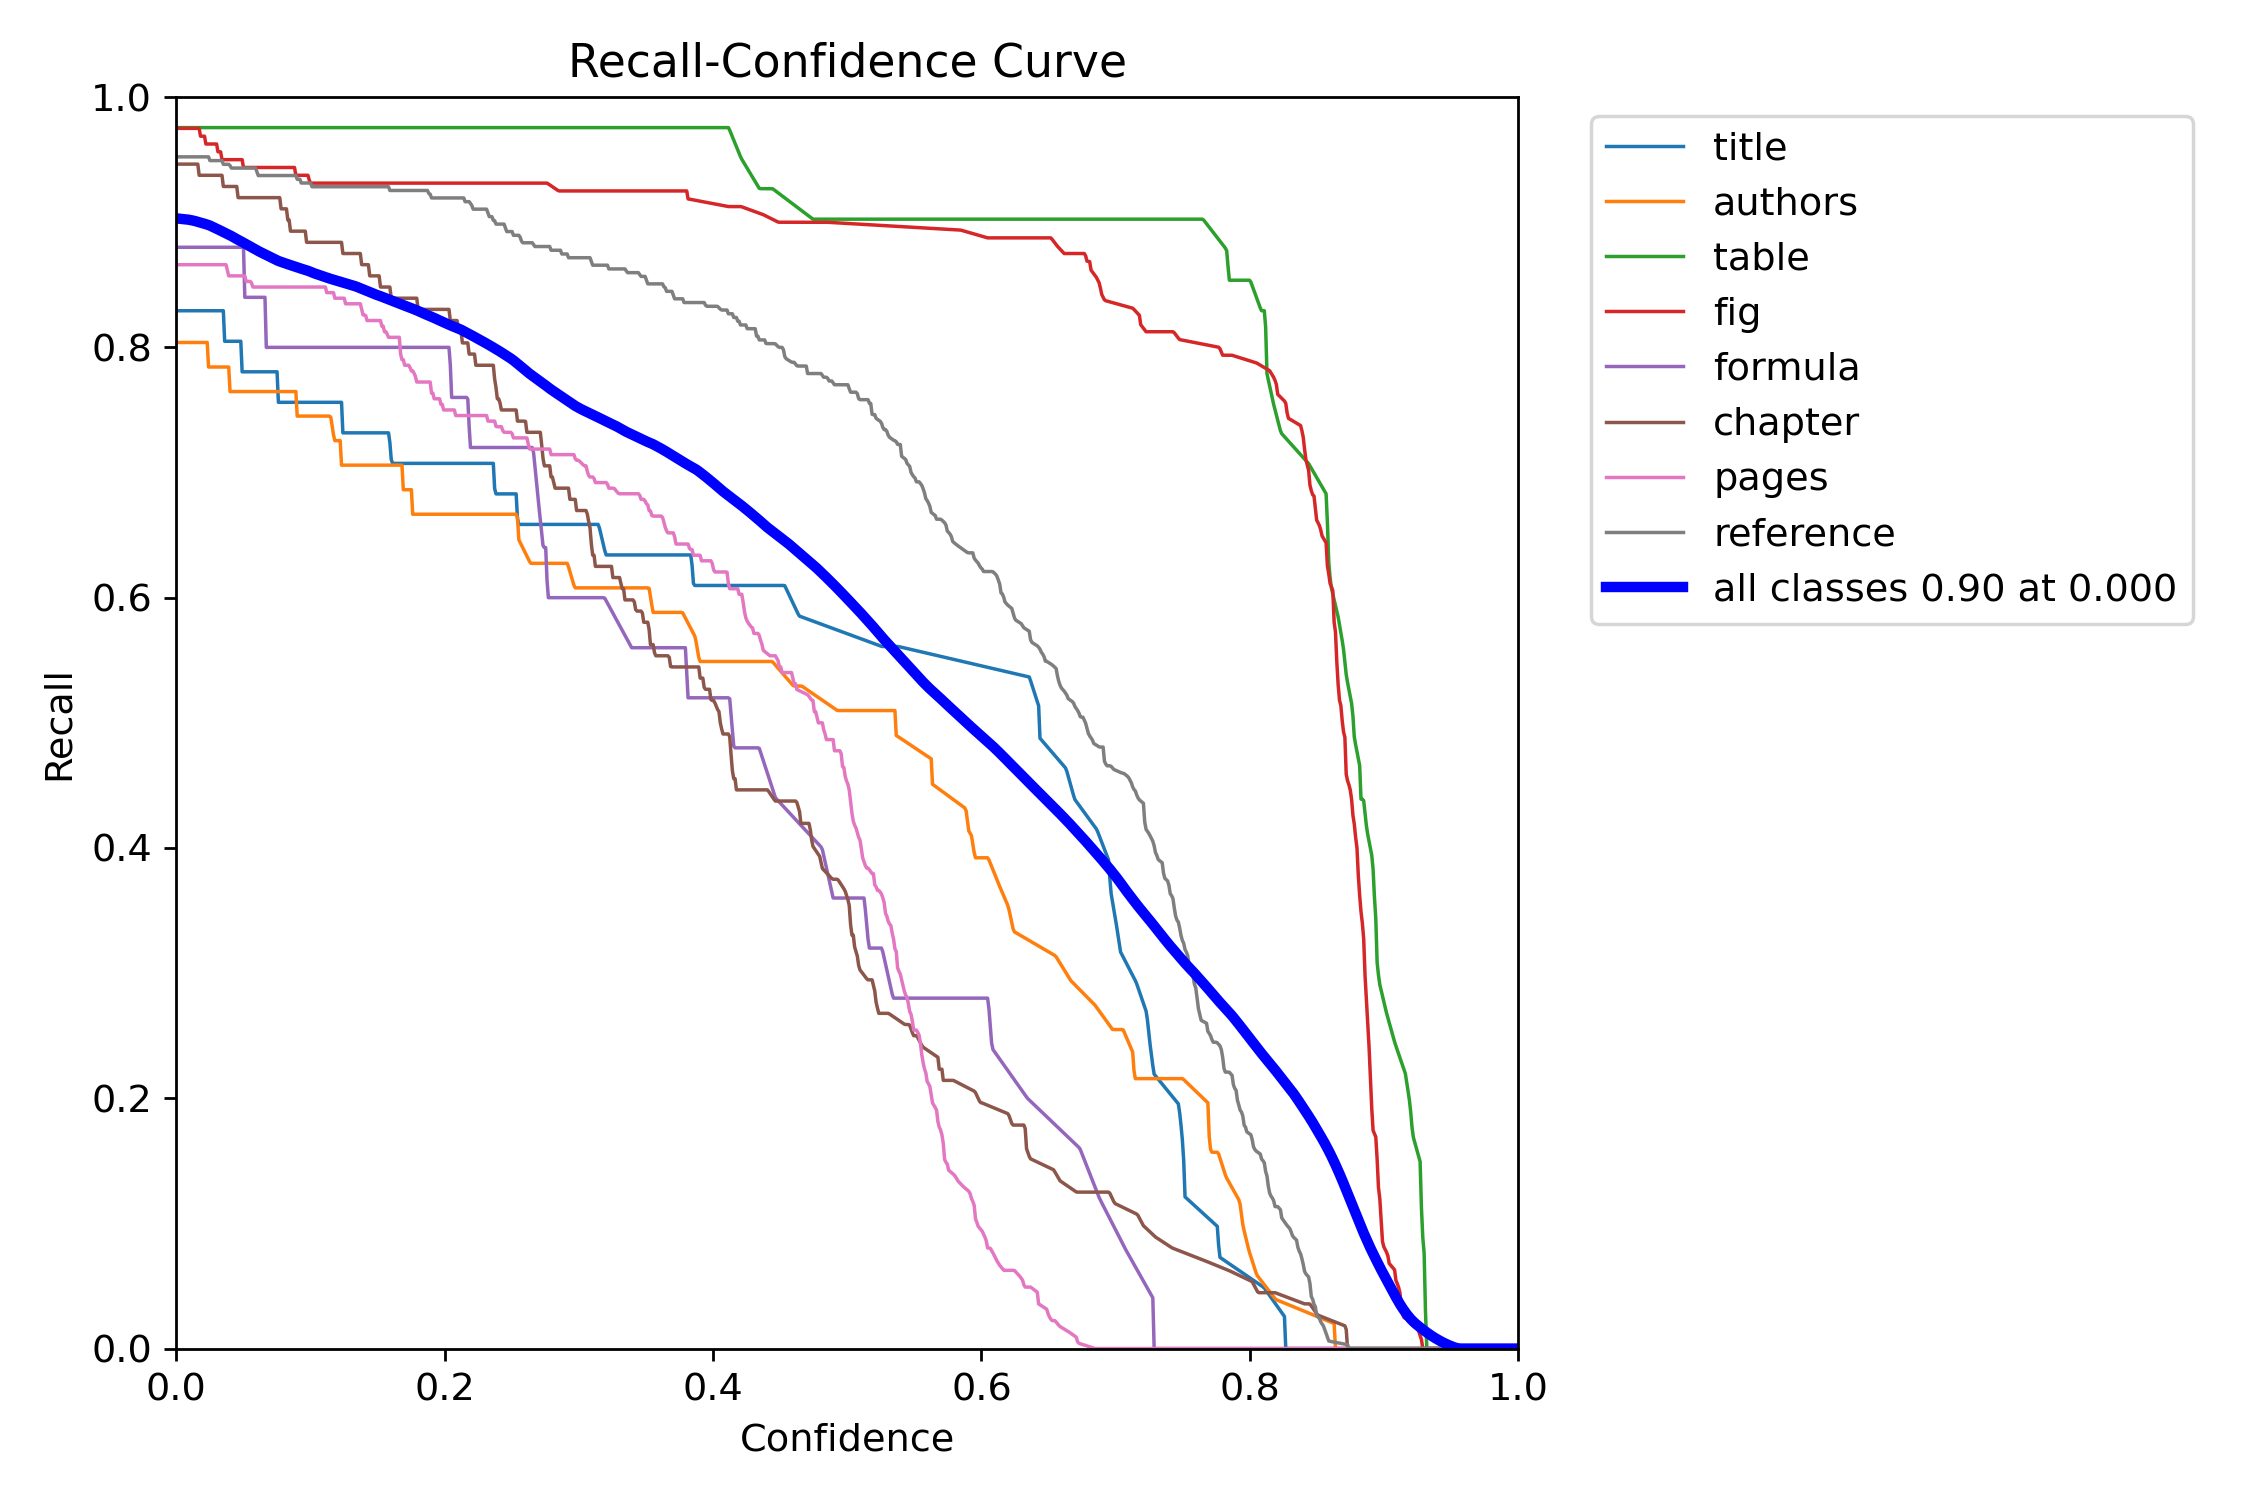 Recall-Confidence Curve
1.0
0.8
0.6
0.4
0.2
0.0
Recall
0.0 0.2 0.4 0.6 0.8 1.0
Confidence
title
authors
table
fig
formula
chapter
pages
reference
all classes 0.90 at 0.000